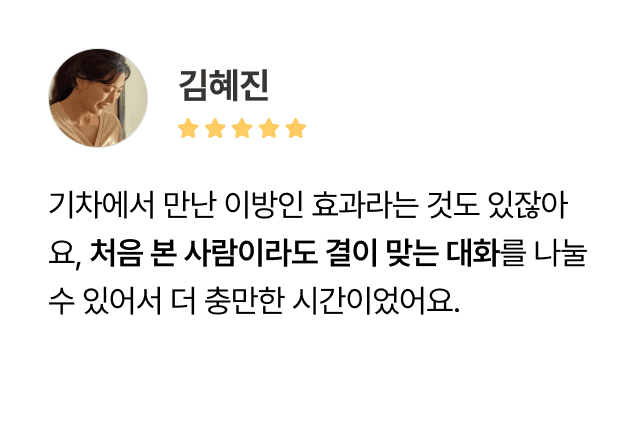 김혜진
기차에서 만난 이방인 효과라는 것도 있잖아
요, 처음 본 사람이라도 결이 맞는 대화를 나눌
수 있어서 더 충만한 시간이었어요.